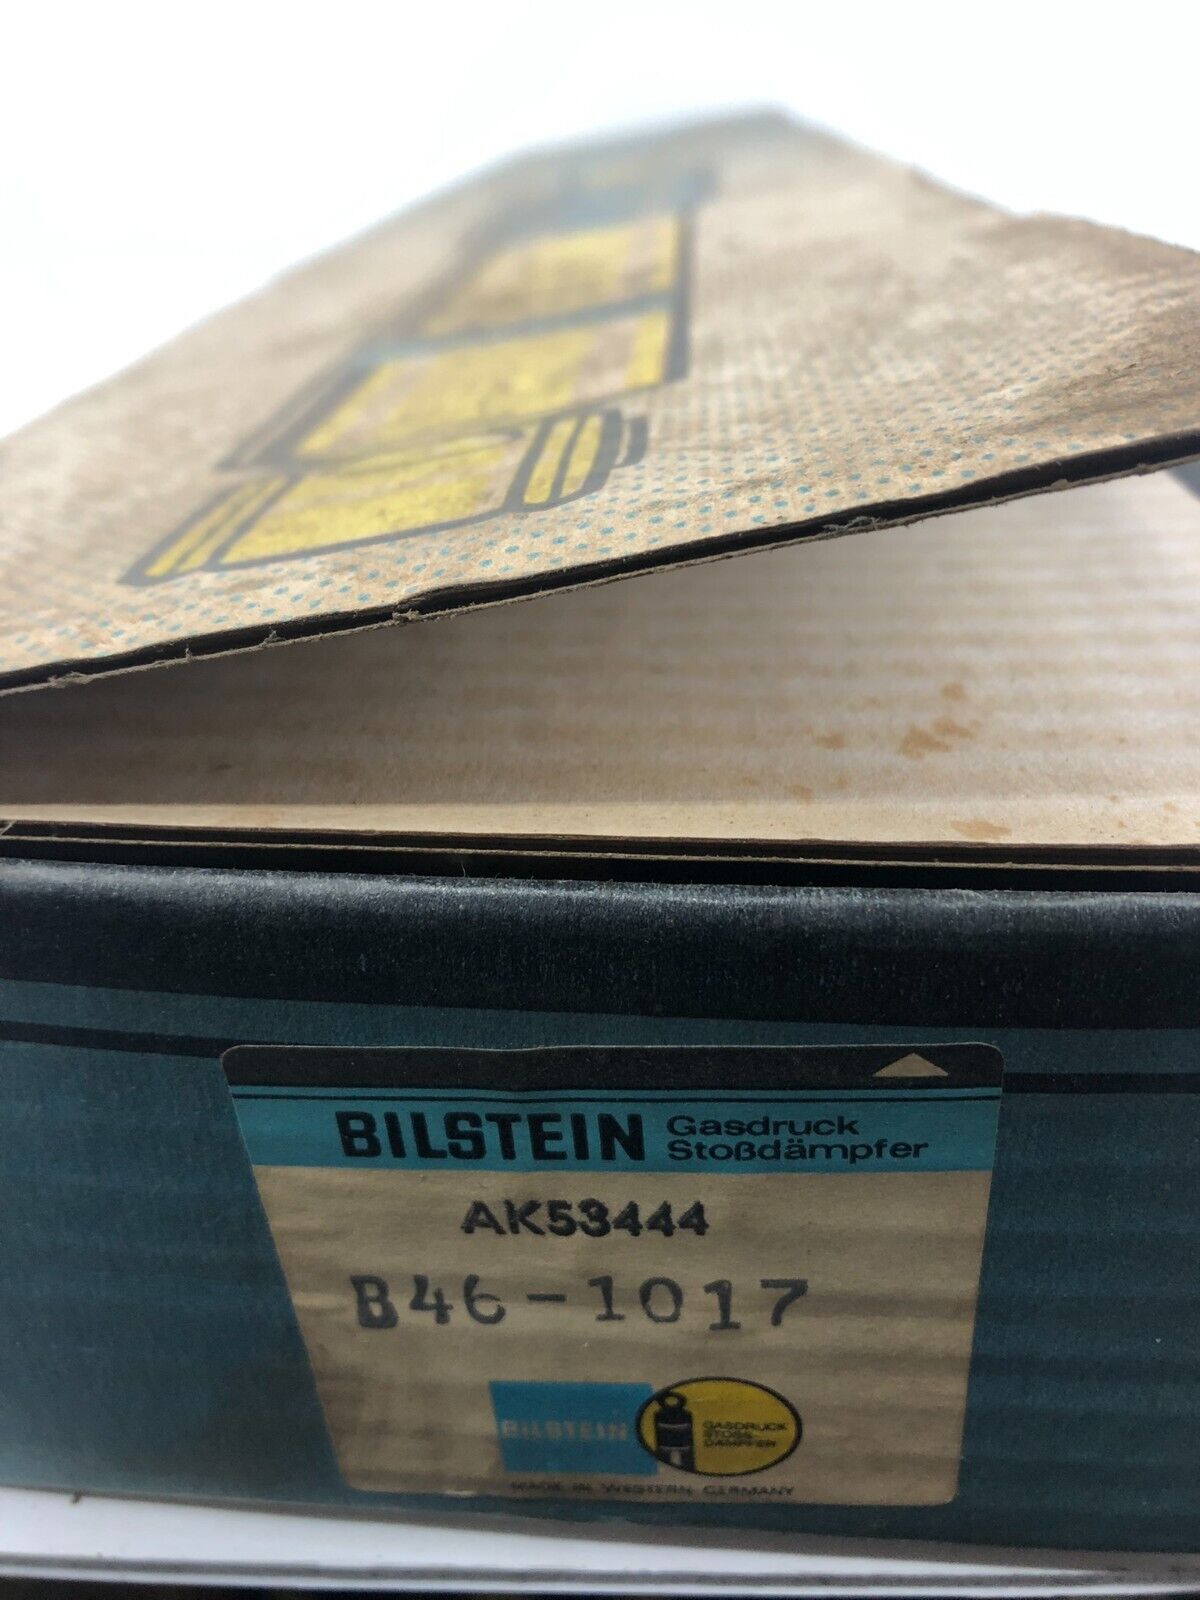 BILSTEIN Gasdruck
Stoßdämpfer
AK53444
B46-1017
BILSTEIN
GASDRUCK
STOSS-
DÄMPFER
MADE IN WESTERN GERMANY